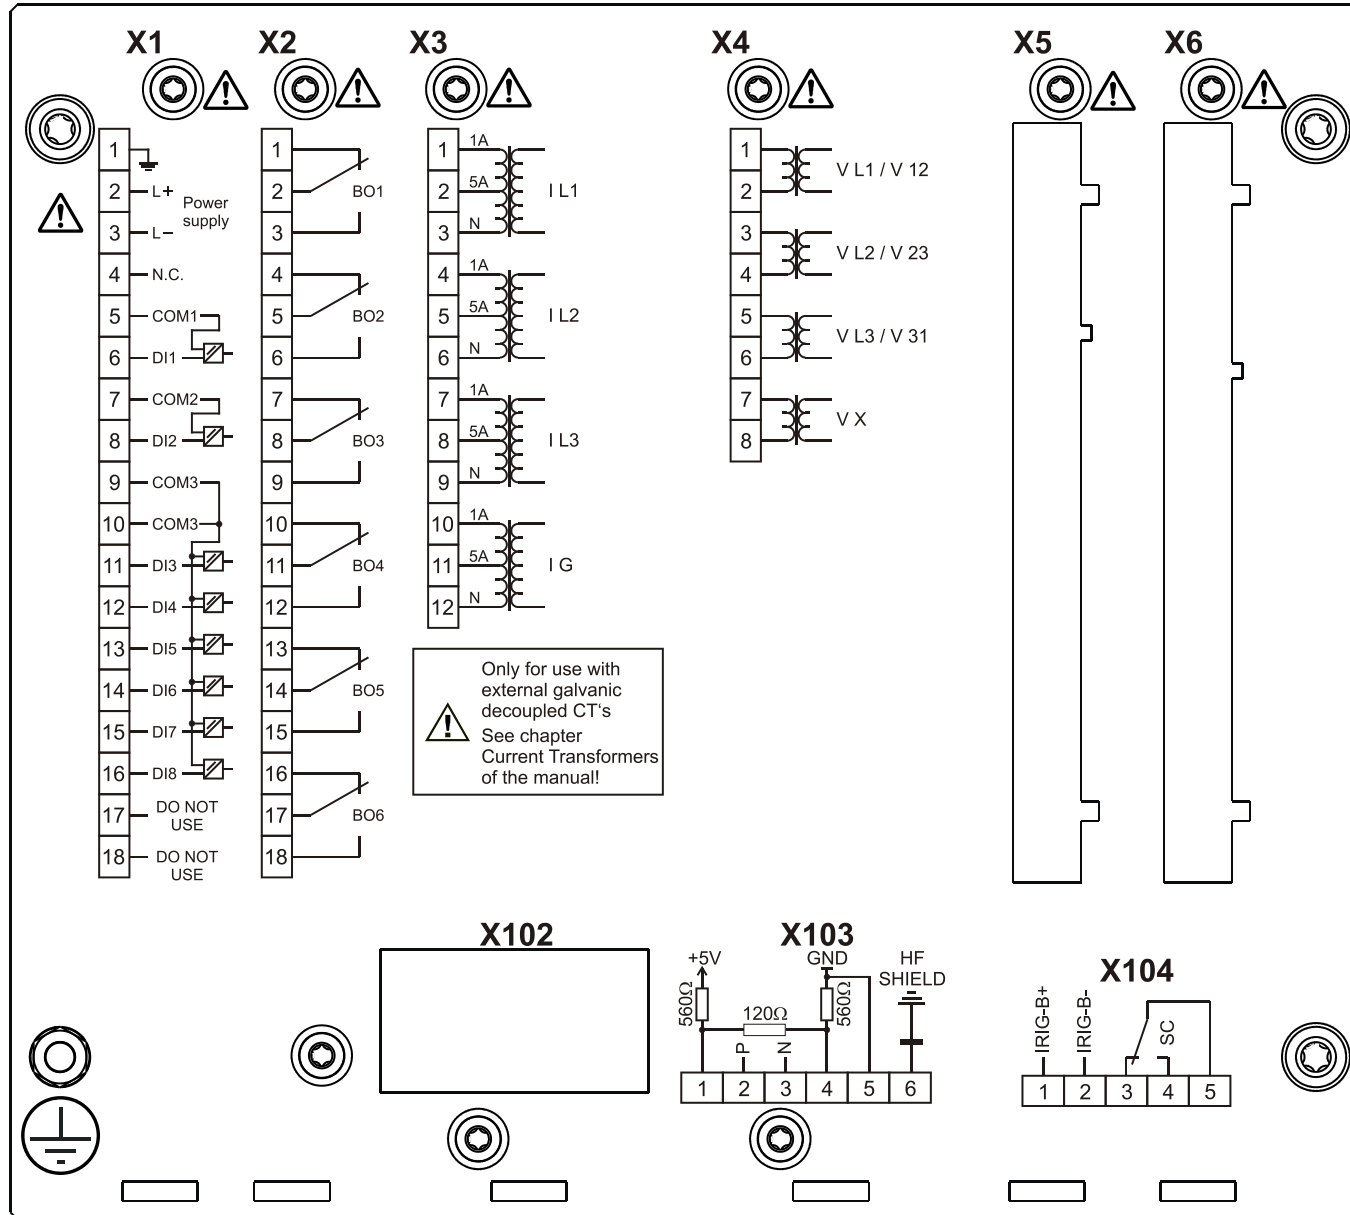 X1
X2
X3
X4
X5
X6
1
2 L+
Power
supply
3 L−
4 N.C.
5 COM1
6 DI1
7 COM2
8 DI2
9 COM3
10 COM3
11 DI3
12 DI4
13 DI5
14 DI6
15 DI7
16 DI8
17 DO NOT
USE
18 DO NOT
USE
1
2 BO1
3
4
5 BO2
6
7
8 BO3
9
10
11 BO4
12
13
14 BO5
15
16
17 BO6
18
1 1A
2 5A I L1
3 N
4 1A
5 5A I L2
6 N
7 1A
8 5A I L3
9 N
10 1A
11 5A I G
12 N
1
V L1 / V 12
2
3
V L2 / V 23
4
5
V L3 / V 31
6
7
V X
8
Only for use with
external galvanic
decoupled CT‘s
See chapter
Current Transformers
of the manual!
X102
X103
+5V
GND
HF
SHIELD
560Ω
120Ω
560Ω
P
N
1 2 3 4 5 6
X104
IRIG-B+
IRIG-B-
SC
1 2 3 4 5